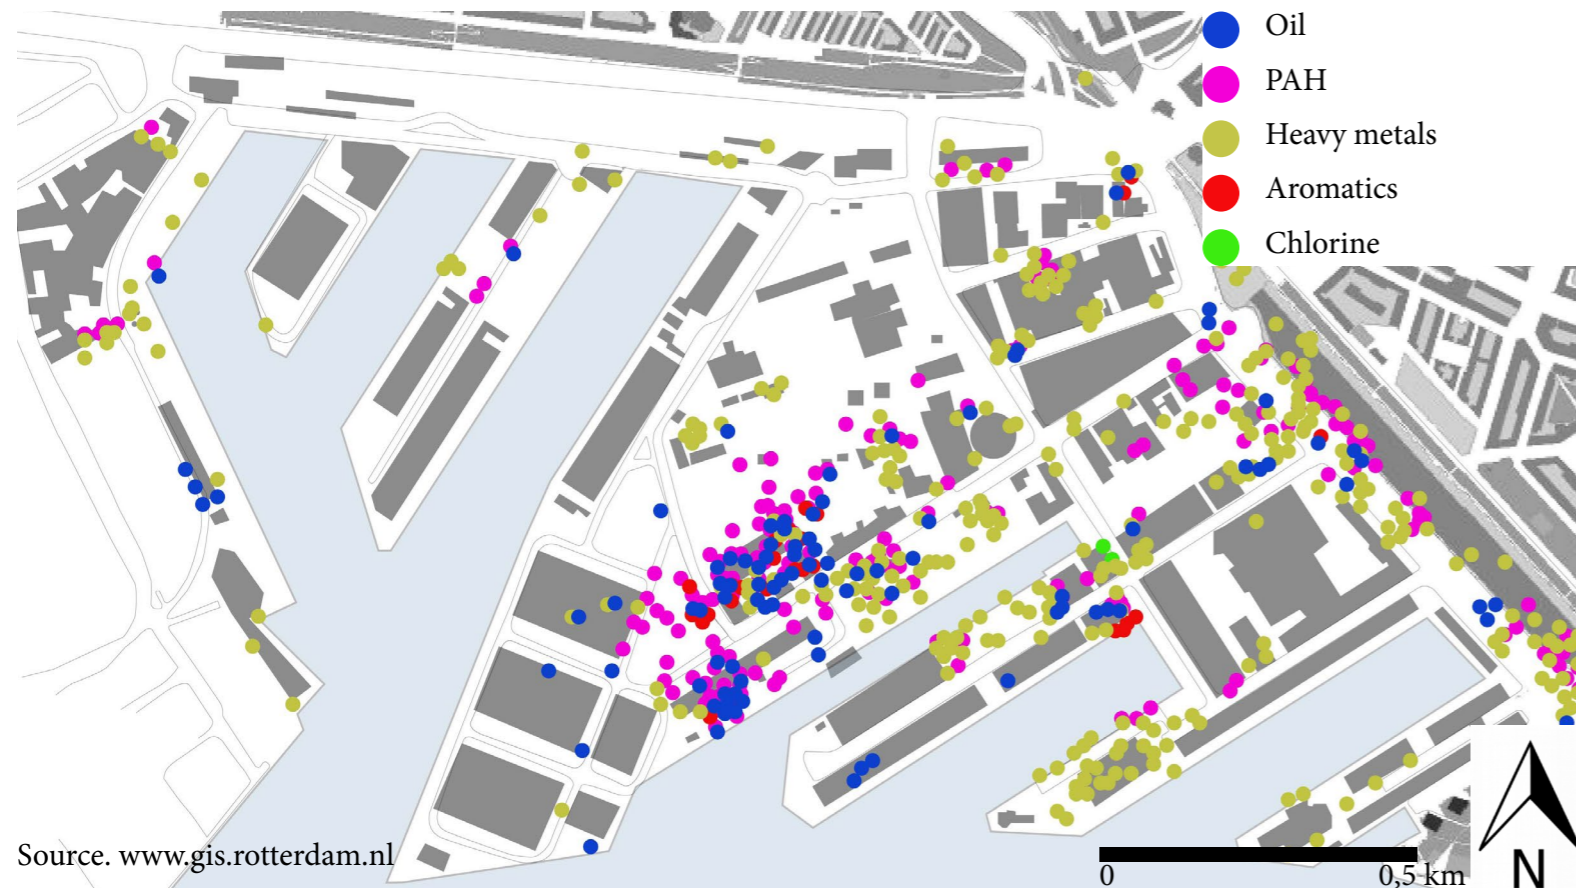 Oil
PAH
Heavy metals
Aromatics
Chlorine
Source. www.gis.rotterdam.nl
0
0,5 km
N